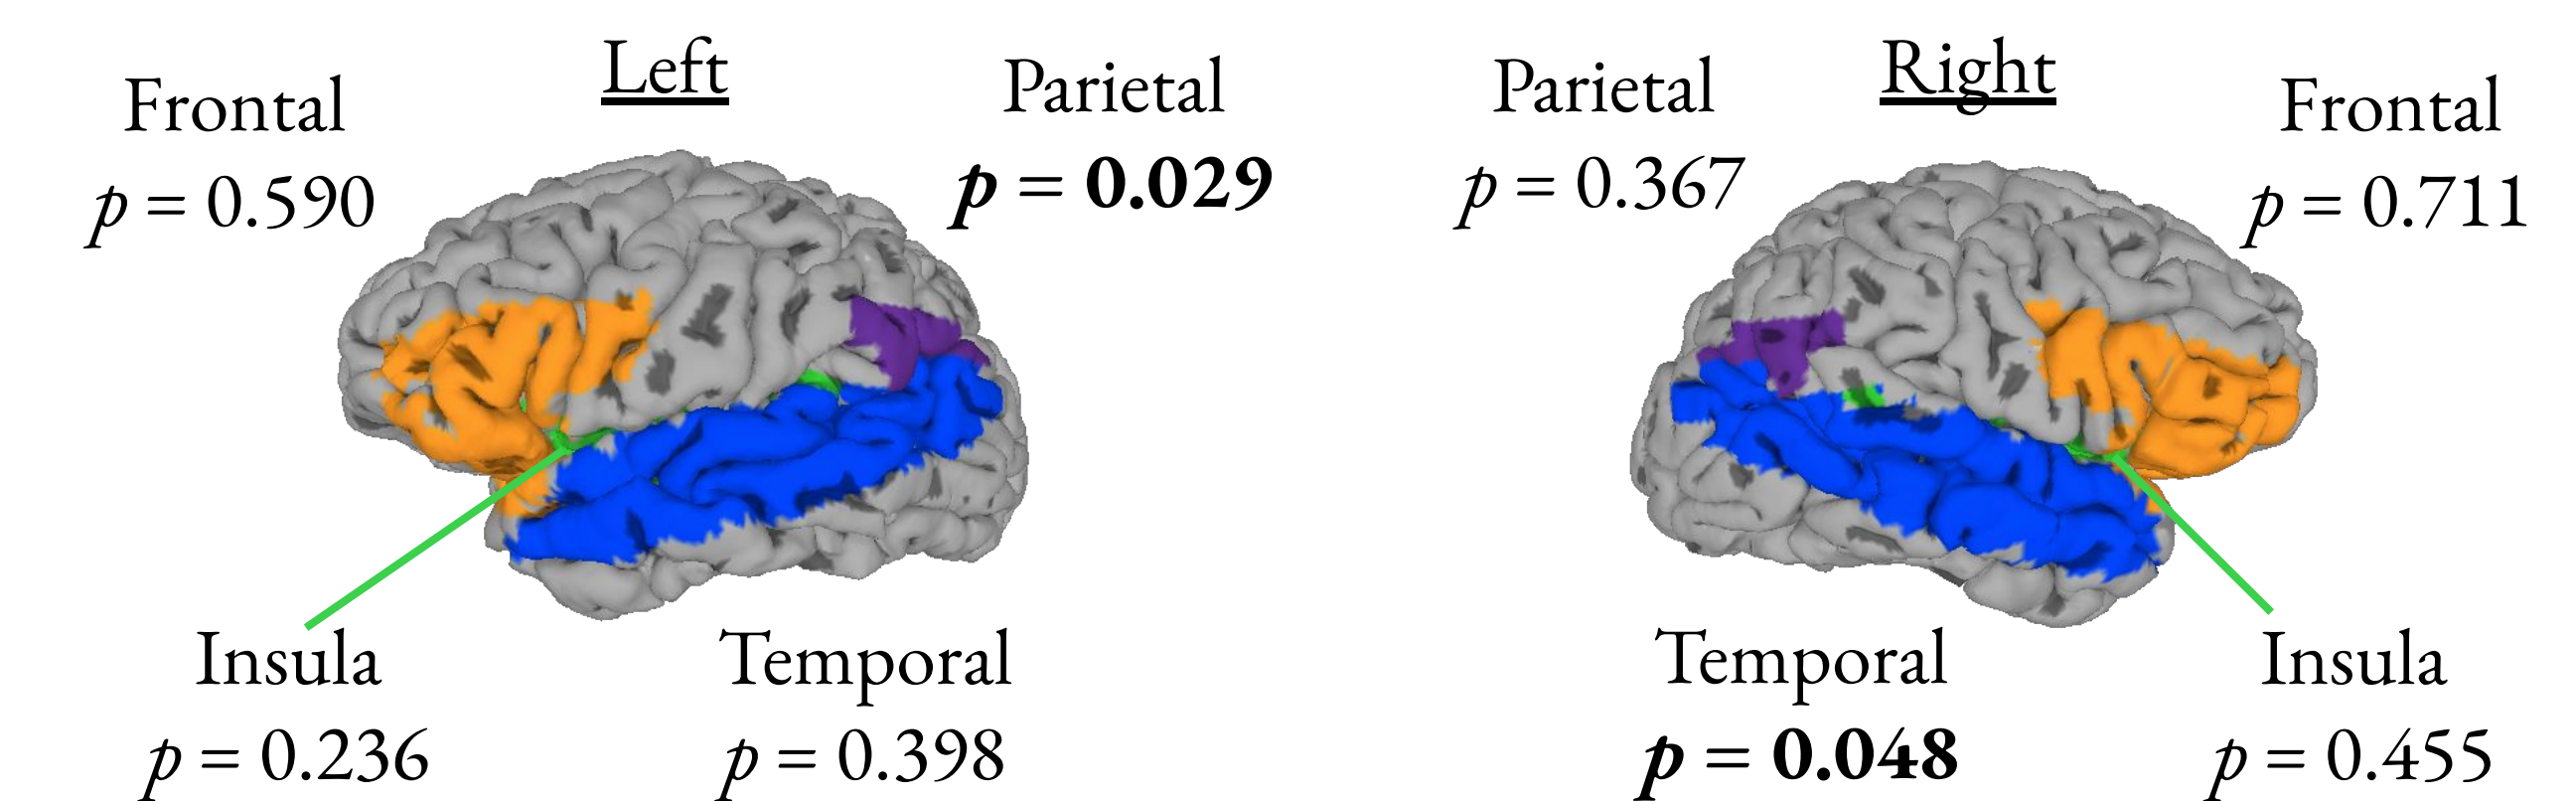 Left
Frontal
p = 0.590
Parietal
p = 0.029
Insula
p = 0.236
Temporal
p = 0.398
Right
Parietal
p = 0.367
Frontal
p = 0.711
Temporal
p = 0.048
Insula
p = 0.455